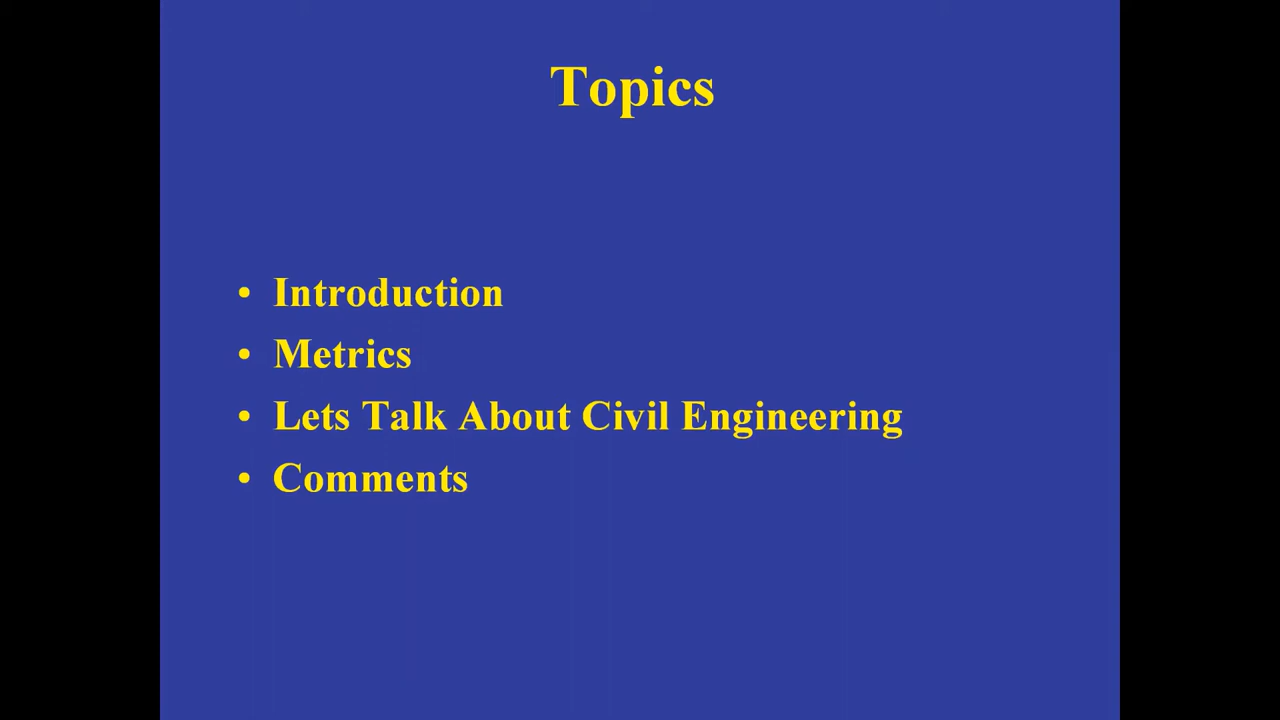 Topics
• Introduction
• Metrics
• Lets Talk About Civil Engineering
• Comments